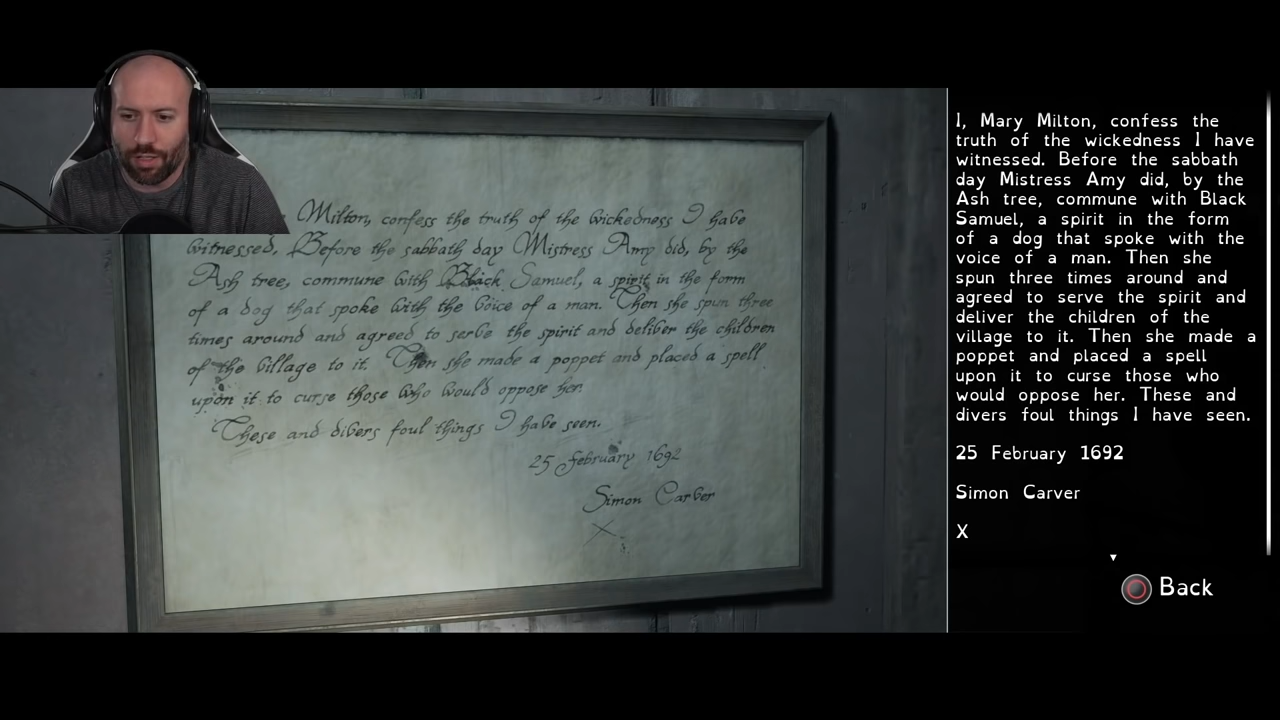 Milton, confess the truth of the wickedness I have
witnessed. Before the sabbath day Mistress Amy did, by the
Ash tree, commune with Black Samuel, a spirit in the form
of a dog that spoke with the voice of a man. Then she spun three
times around and agreed to serve the spirit and deliver the children
of the village to it. Then she made a poppet and placed a spell
upon it to curse those who would oppose her.
These and divers foul things I have seen.
25 February 1692
Simon Carver
X
I, Mary Milton, confess the
truth of the wickedness I have
witnessed. Before the sabbath
day Mistress Amy did, by the
Ash tree, commune with Black
Samuel, a spirit in the form
of a dog that spoke with the
voice of a man. Then she
spun three times around and
agreed to serve the spirit and
deliver the children of the
village to it. Then she made a
poppet and placed a spell
upon it to curse those who
would oppose her. These and
divers foul things I have seen.
25 February 1692
Simon Carver
X
Back